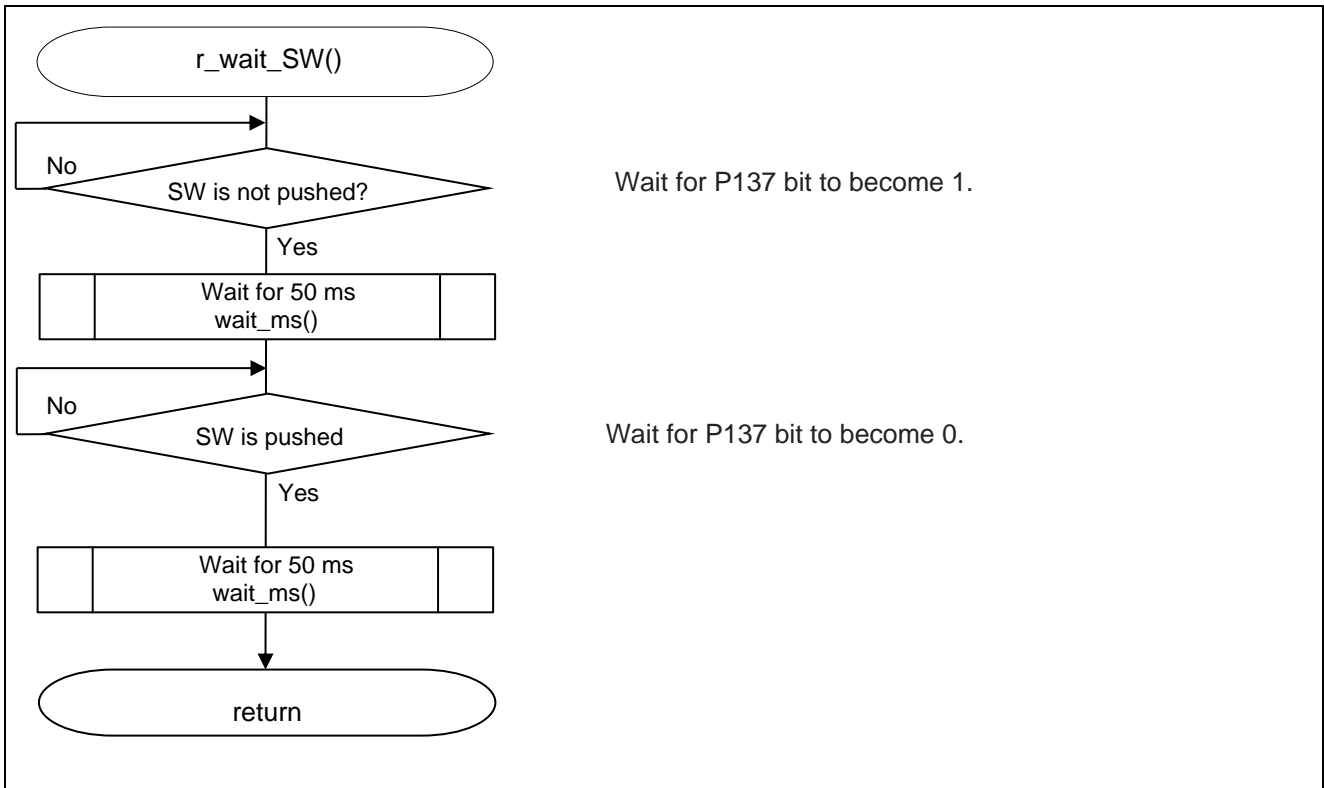 r_wait_SW()
No
SW is not pushed?
Wait for P137 bit to become 1.
Yes
Wait for 50 ms
wait_ms()
No
SW is pushed
Wait for P137 bit to become 0.
Yes
Wait for 50 ms
wait_ms()
return